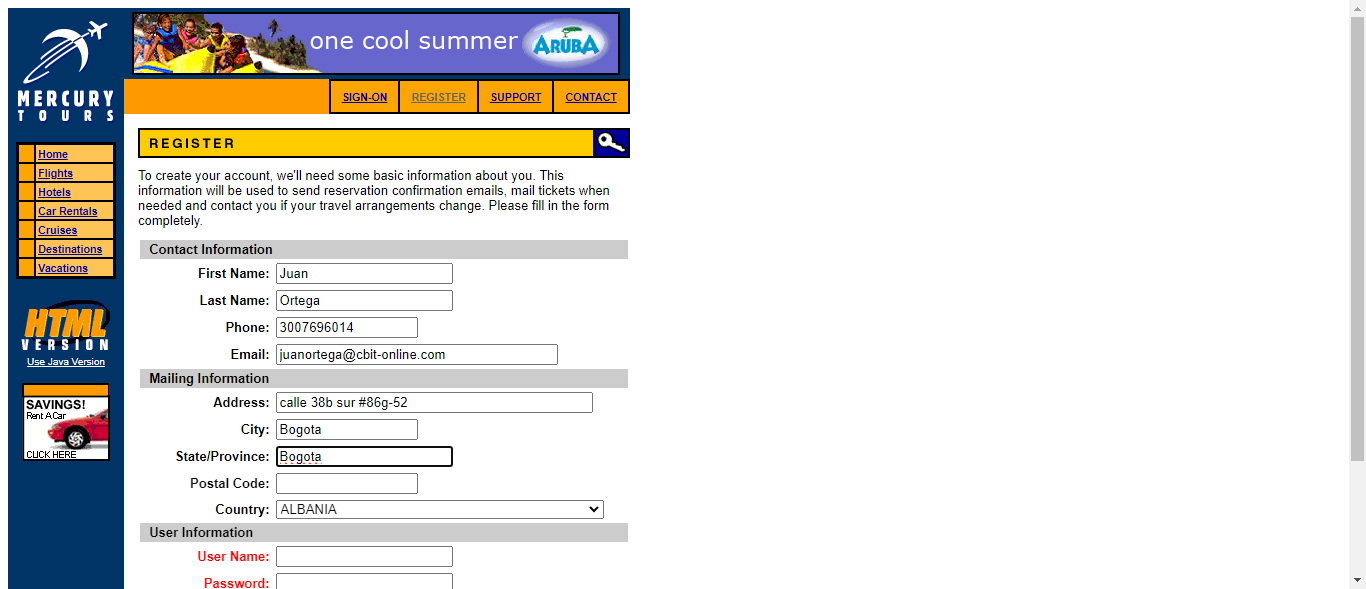 one cool summer ARUBA
MERCURY
TOURS
SIGN-ON REGISTER SUPPORT CONTACT
Home
Flights
Hotels
Car Rentals
Cruises
Destinations
Vacations
HTML
VERSION
Use Java Version
SAVINGS!
Rent A Car
CLICK HERE
REGISTER
To create your account, we'll need some basic information about you. This
information will be used to send reservation confirmation emails, mail tickets when
needed and contact you if your travel arrangements change. Please fill in the form
completely.
Contact Information
First Name: Juan
Last Name: Ortega
Phone: 3007696014
Email: juanortega@cbit-online.com
Mailing Information
Address: calle 38b sur #86g-52
City: Bogota
State/Province: Bogota
Postal Code:
Country: ALBANIA
User Information
User Name:
Password: